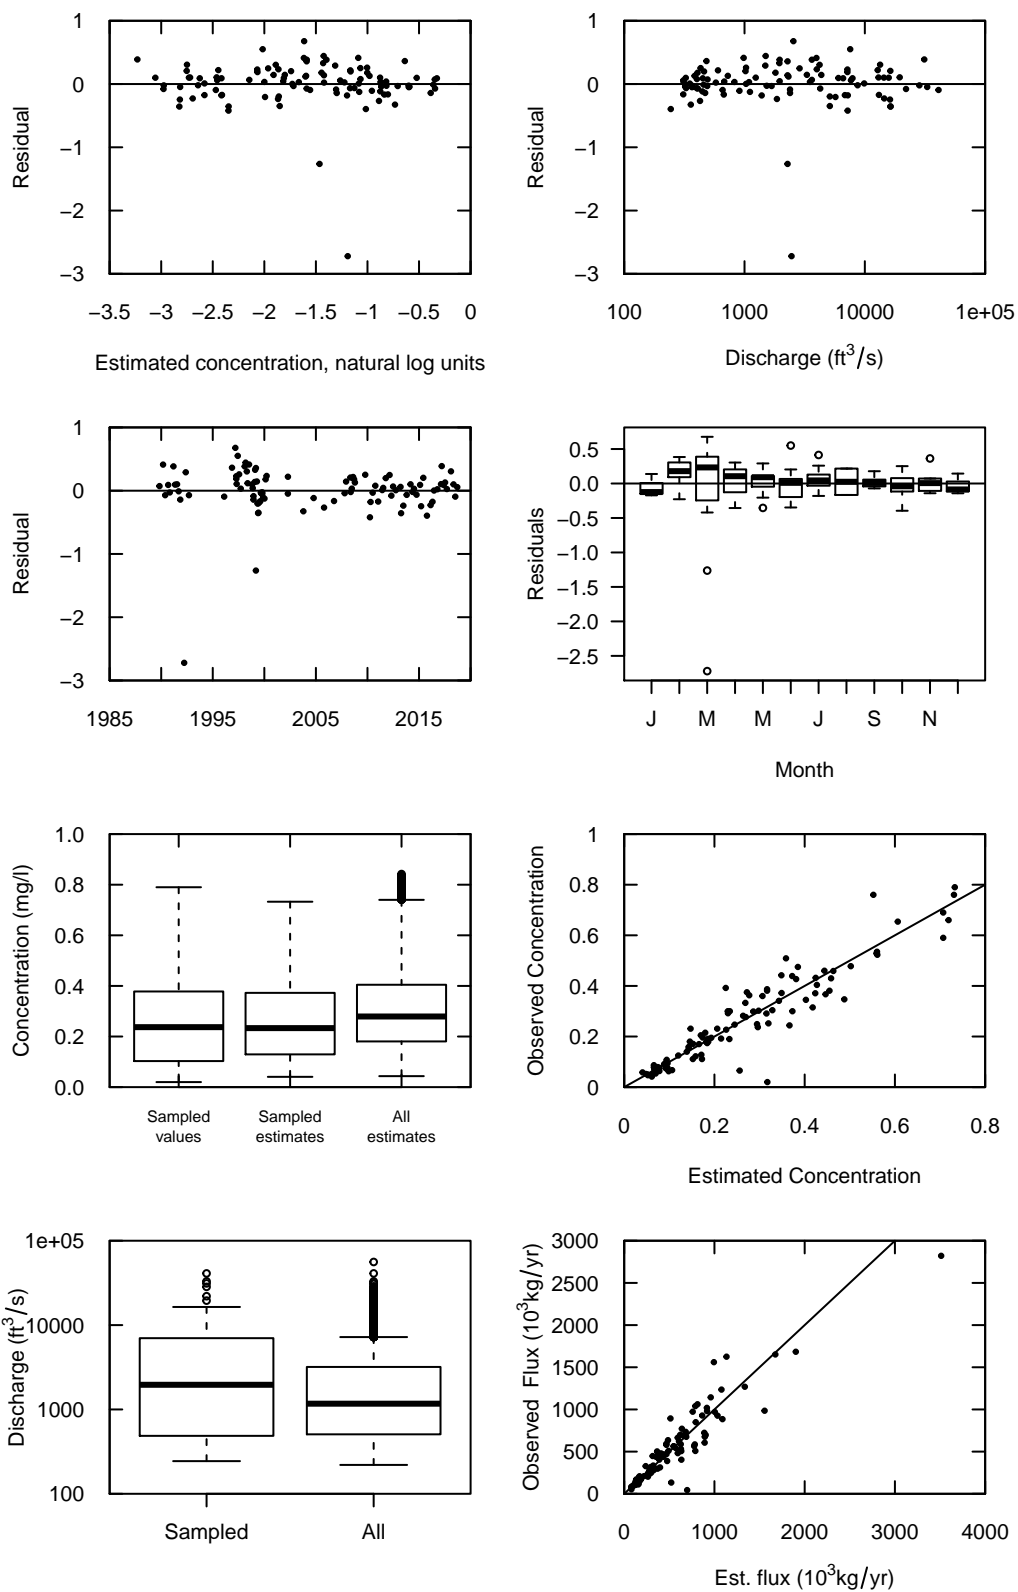 1
0
−1
−2
−3
Residual
−3.5 −3 −2.5 −2 −1.5 −1 −0.5 0
Estimated concentration, natural log units
1
0
−1
−2
−3
Residual
100 1000 10000 1e+05
Discharge (ft3/s)
1
0
−1
−2
−3
Residual
1985 1995 2005 2015
0.5
0.0
−0.5
−1.0
−1.5
−2.0
−2.5
Residuals
J M M J S N
Month
1.0
0.8
0.6
0.4
0.2
0.0
Concentration (mg/l)
Sampled values
Sampled estimates
All estimates
1
0.8
0.6
0.4
0.2
0
Observed Concentration
0 0.2 0.4 0.6 0.8
Estimated Concentration
1e+05
10000
1000
100
Discharge (ft3/s)
Sampled All
3000
2500
2000
1500
1000
500
0
Observed Flux (103kg/yr)
0 1000 2000 3000 4000
Est. flux (103kg/yr)